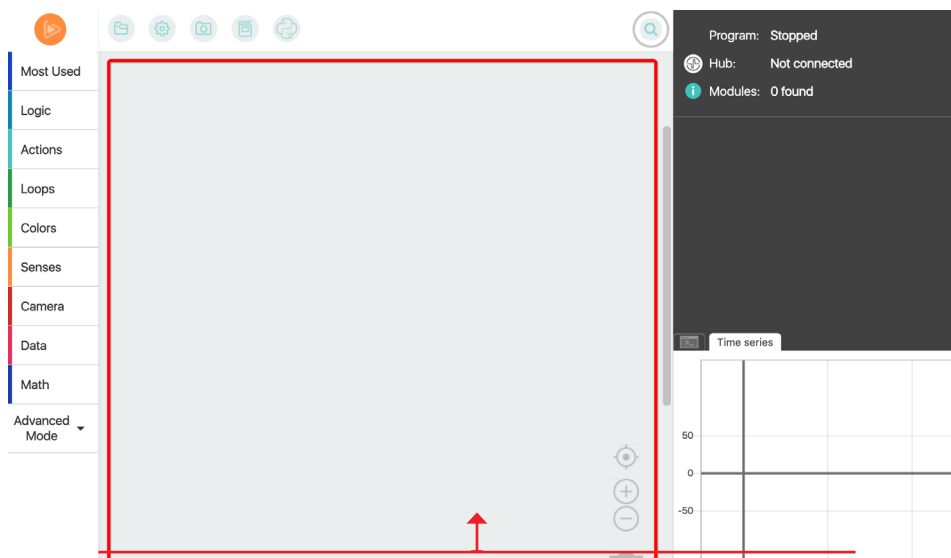 Most Used
Logic
Actions
Loops
Colors
Senses
Camera
Data
Math
Advanced
Mode
Program: Stopped
Hub: Not connected
Modules: 0 found
Time series
50
0
-50